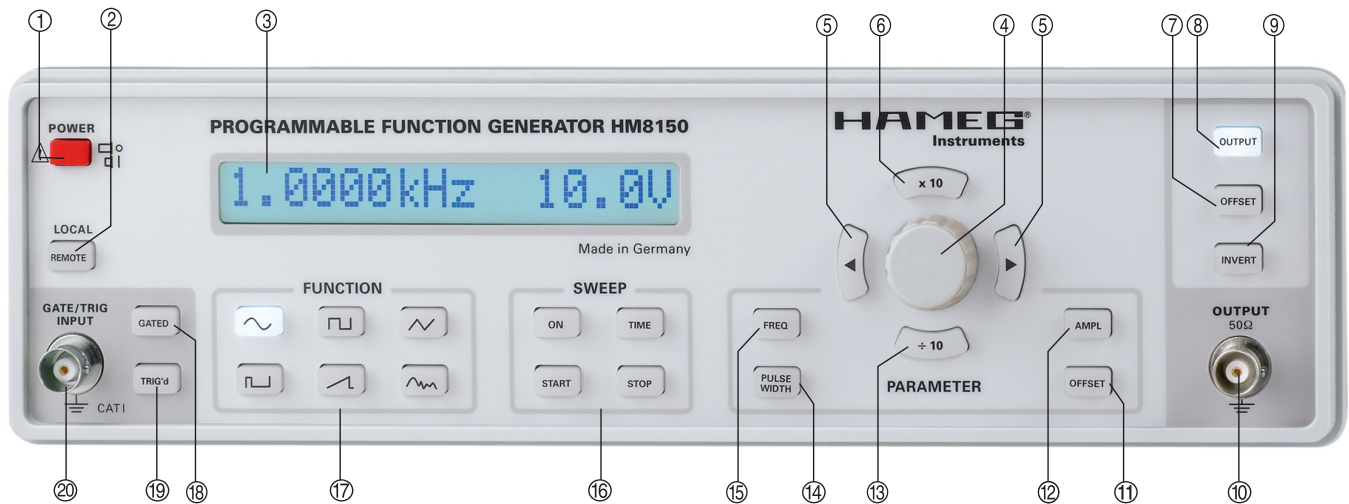 ① ② ③ ⑤ ⑥ ④ ⑤ ⑦ ⑧ ⑨
POWER
PROGRAMMABLE FUNCTION GENERATOR HM8150
HAMEG®
Instruments
OUTPUT
1.0000kHz 10.0V
x 10
OFFSET
LOCAL
REMOTE
Made in Germany
INVERT
GATE/TRIG
INPUT
GATED
TRIG'd
CAT I
FUNCTION
SWEEP
ON
TIME
START
STOP
FREQ
PULSE
WIDTH
÷ 10
PARAMETER
AMPL
OFFSET
OUTPUT
50Ω
⑳ ⑲ ⑱ ⑰ ⑯ ⑮ ⑭ ⑬ ⑫ ⑪ ⑩